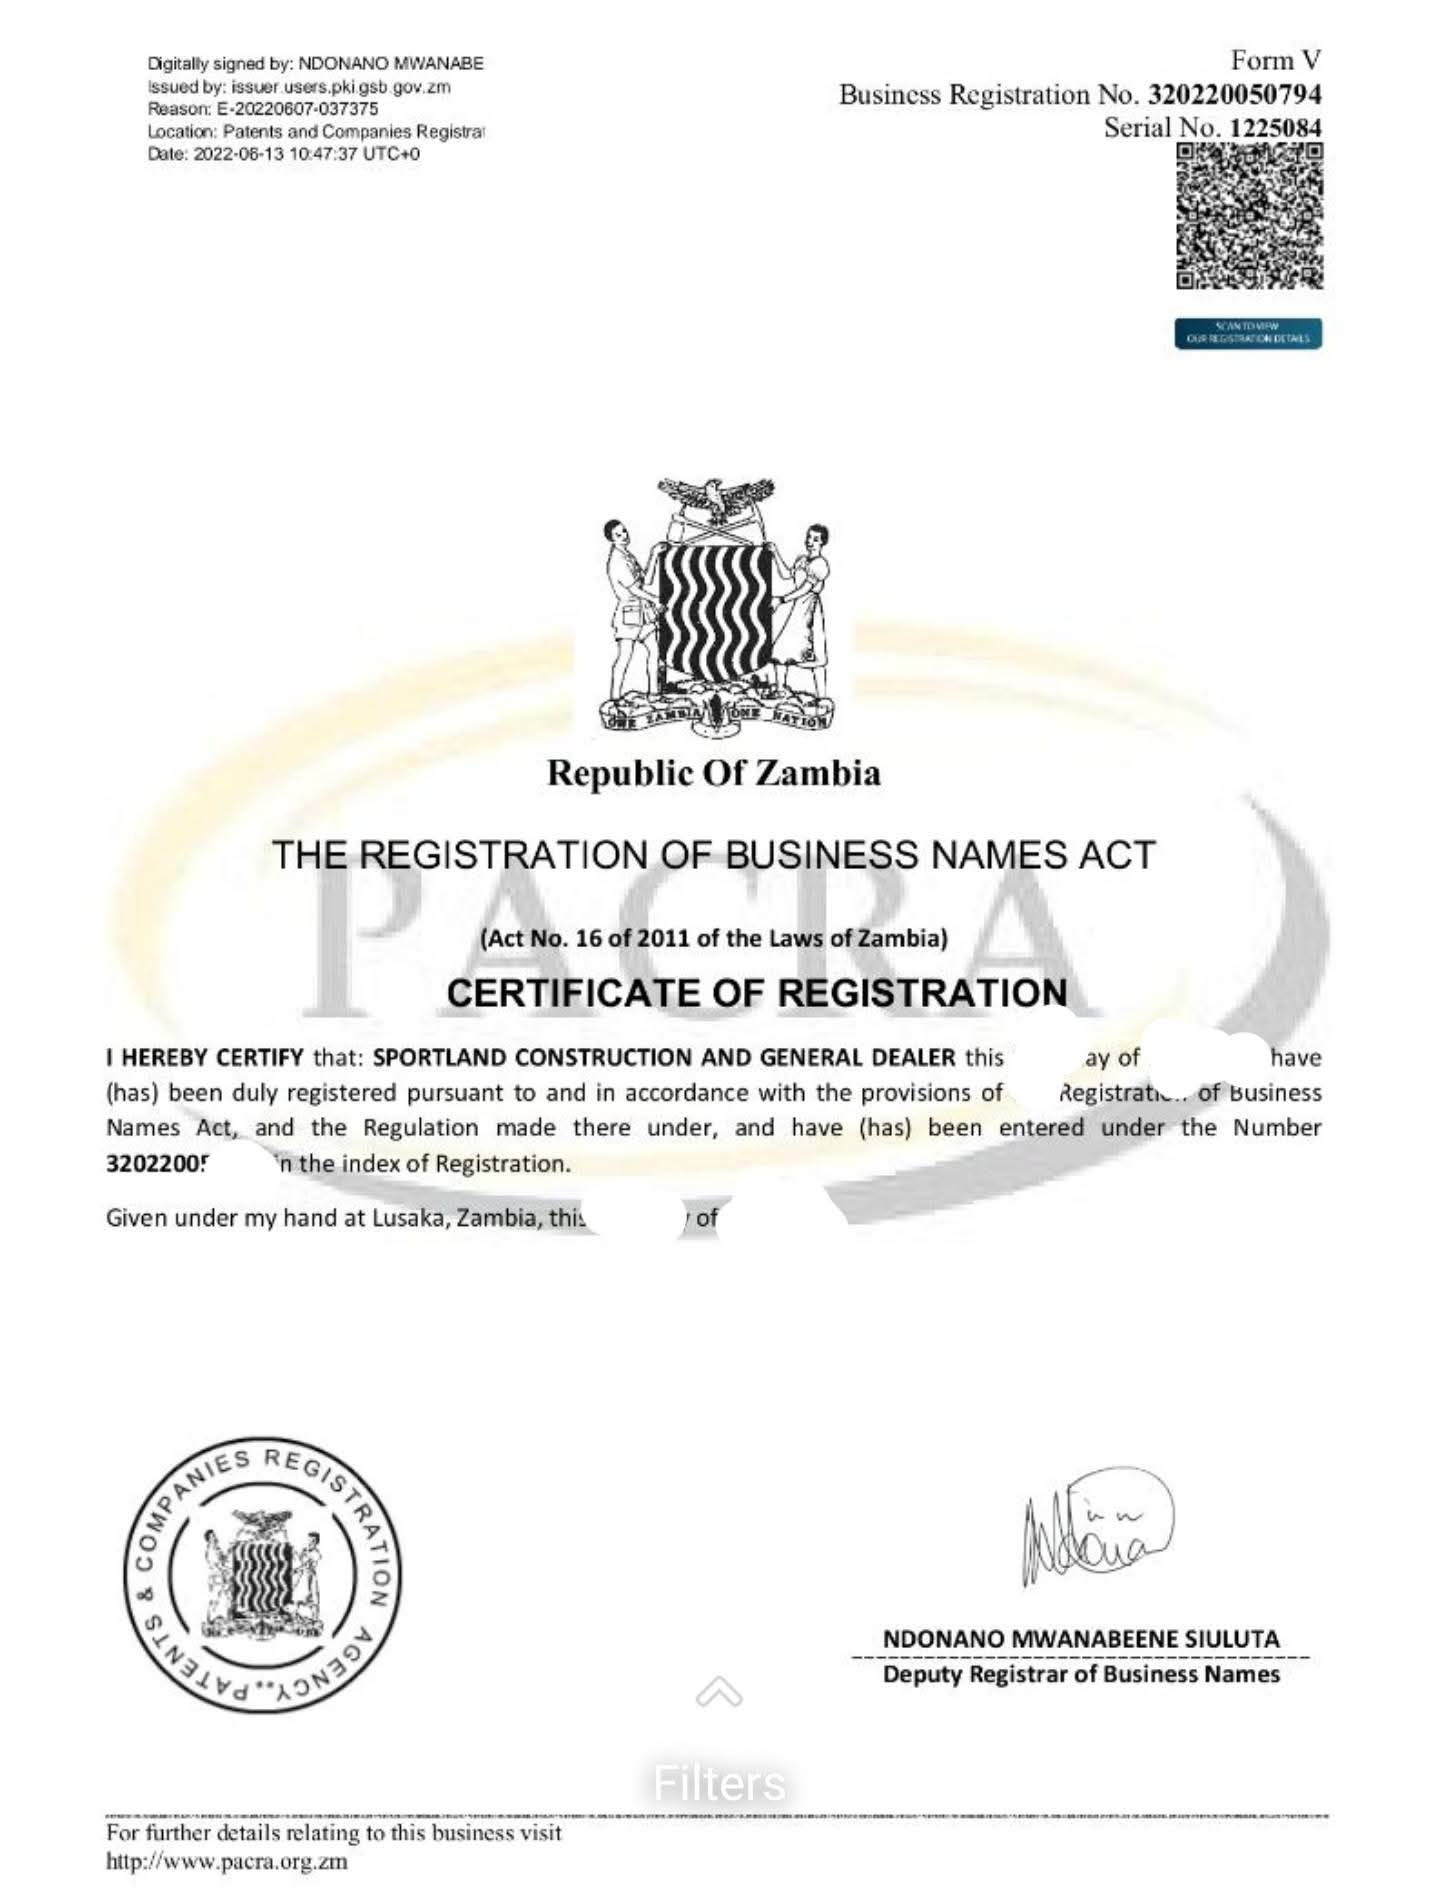 Digitally signed by: NDONANO MWANABE
Issued by: issuer.users.pki.gsb.gov.zm
Reason: E-20220607-037375
Location: Patents and Companies Registrat
Date: 2022-06-13 10:47:37 UTC+0
Form V
Business Registration No. 320220050794
Serial No. 1225084
SCAN TO VIEW
OUR REGISTRATION DETAILS
ONE ZAMBIA ONE NATION
Republic Of Zambia
PACRA
THE REGISTRATION OF BUSINESS NAMES ACT
(Act No. 16 of 2011 of the Laws of Zambia)
CERTIFICATE OF REGISTRATION
I HEREBY CERTIFY that: SPORTLAND CONSTRUCTION AND GENERAL DEALER this ay of have
(has) been duly registered pursuant to and in accordance with the provisions of Registration of Business
Names Act, and the Regulation made there under, and have (has) been entered under the Number
3202200 in the index of Registration.
Given under my hand at Lusaka, Zambia, this of
PATENTS & COMPANIES REGISTRATION AGENCY
NDONANO MWANABEENE SIULUTA
Deputy Registrar of Business Names
Filters
For further details relating to this business visit
http://www.pacra.org.zm